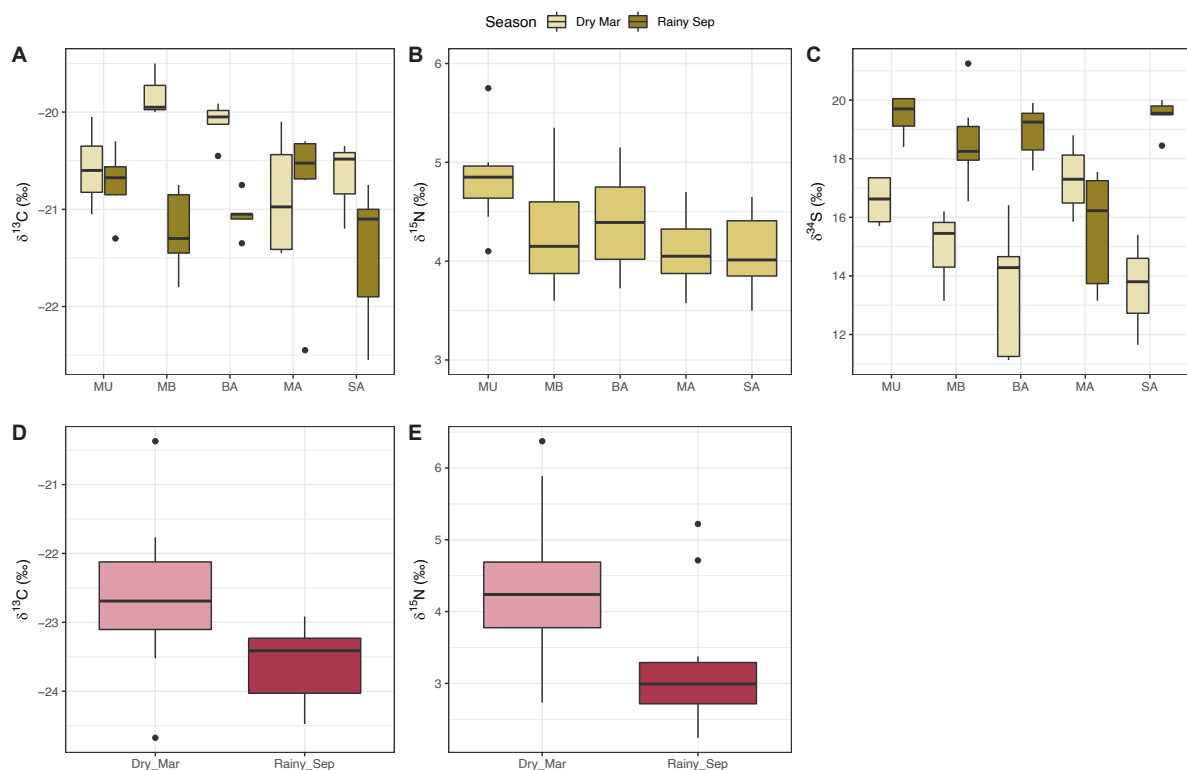 Season Dry Mar Rainy Sep
A
B
C
δ13C (‰)
−20
−21
−22
MU MB BA MA SA
δ15N (‰)
6
5
4
3
MU MB BA MA SA
δ34S (‰)
20
18
16
14
12
MU MB BA MA SA
D
E
δ13C (‰)
−21
−22
−23
−24
Dry_Mar Rainy_Sep
δ15N (‰)
6
5
4
3
Dry_Mar Rainy_Sep